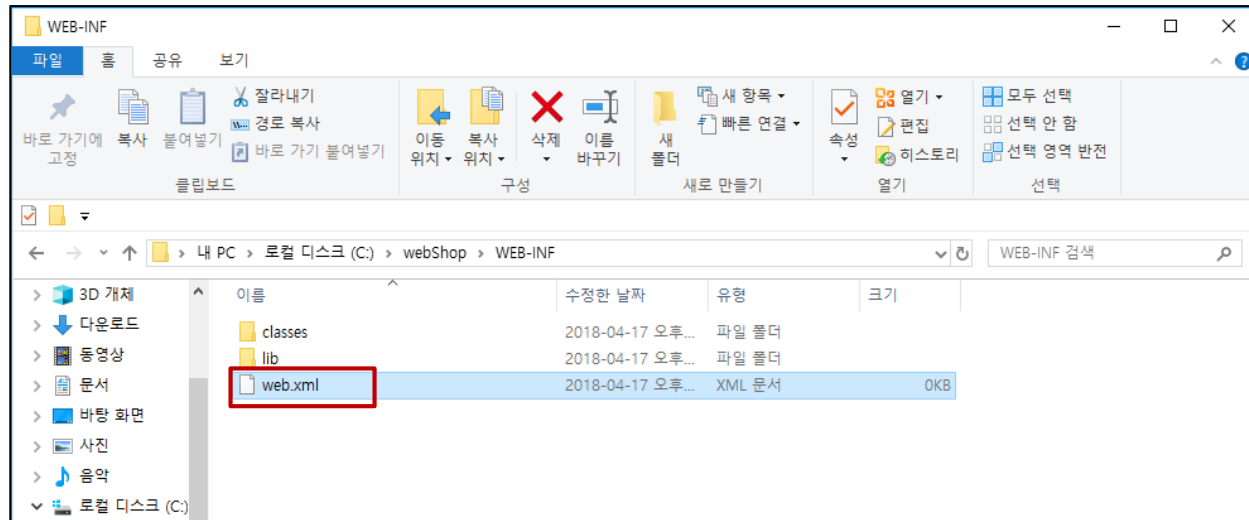 WEB-INF
파일 홈 공유 보기
바로 가기에 고정
복사
붙여넣기
잘라내기
경로 복사
바로 가기 붙여넣기
클립보드
이동 위치
복사 위치
삭제
이름 바꾸기
구성
새 폴더
새 항목
빠른 연결
새로 만들기
속성
열기
편집
히스토리
열기
모두 선택
선택 안 함
선택 영역 반전
선택
내 PC > 로컬 디스크 (C:) > webShop > WEB-INF
WEB-INF 검색
3D 개체
다운로드
동영상
문서
바탕 화면
사진
음악
로컬 디스크 (C:)
이름 수정한 날짜 유형 크기
classes 2018-04-17 오후... 파일 폴더
lib 2018-04-17 오후... 파일 폴더
web.xml 2018-04-17 오후... XML 문서 0KB